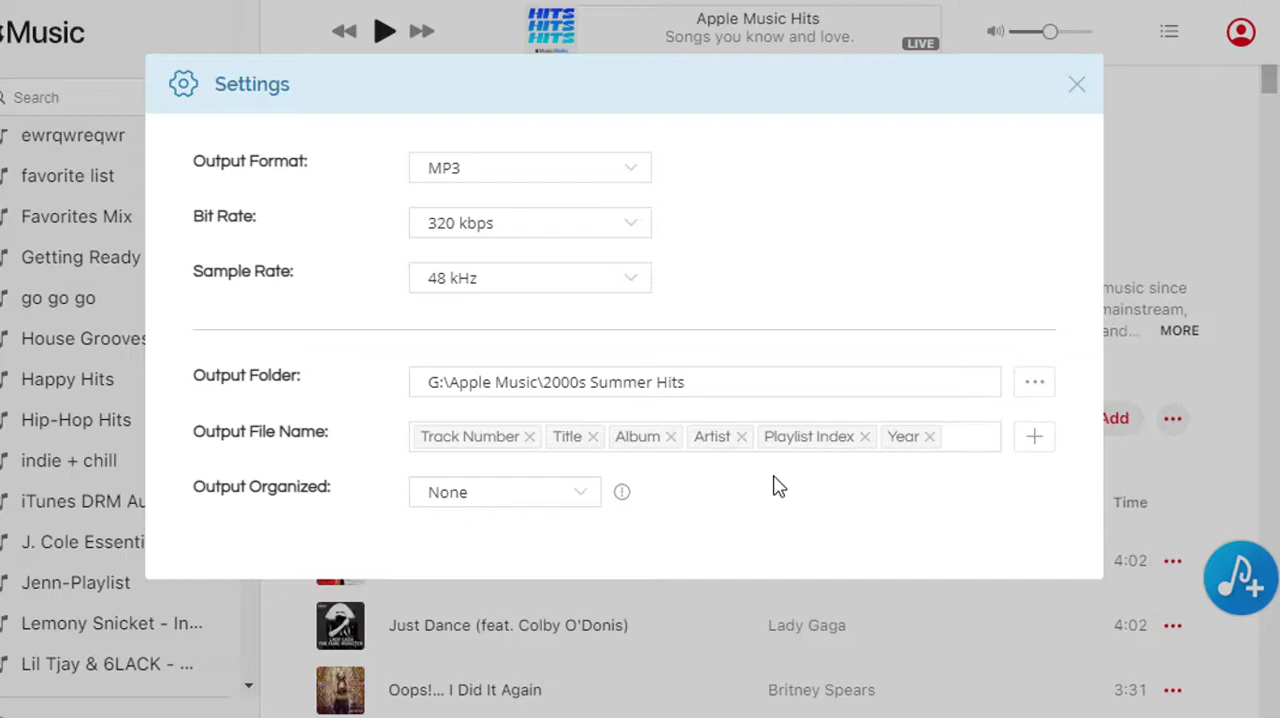 Music
HITS
HITS
HITS
Apple Music Hits
Songs you know and love.
LIVE
Settings
Search
ewrqwreqwr
favorite list
Favorites Mix
Getting Ready
go go go
House Grooves
Happy Hits
Hip-Hop Hits
indie + chill
iTunes DRM Au
J. Cole Essenti
Jenn-Playlist
Lemony Snicket - In...
Lil Tjay & 6LACK - ...
Output Format:
MP3
Bit Rate:
320 kbps
Sample Rate:
48 kHz
Output Folder:
G:\Apple Music\2000s Summer Hits
Output File Name:
Track Number Title Album Artist Playlist Index Year
Output Organized:
None
music since
mainstream,
and... MORE
Add
Time
4:02
Just Dance (feat. Colby O'Donis) Lady Gaga 4:02
Oops!... I Did It Again Britney Spears 3:31